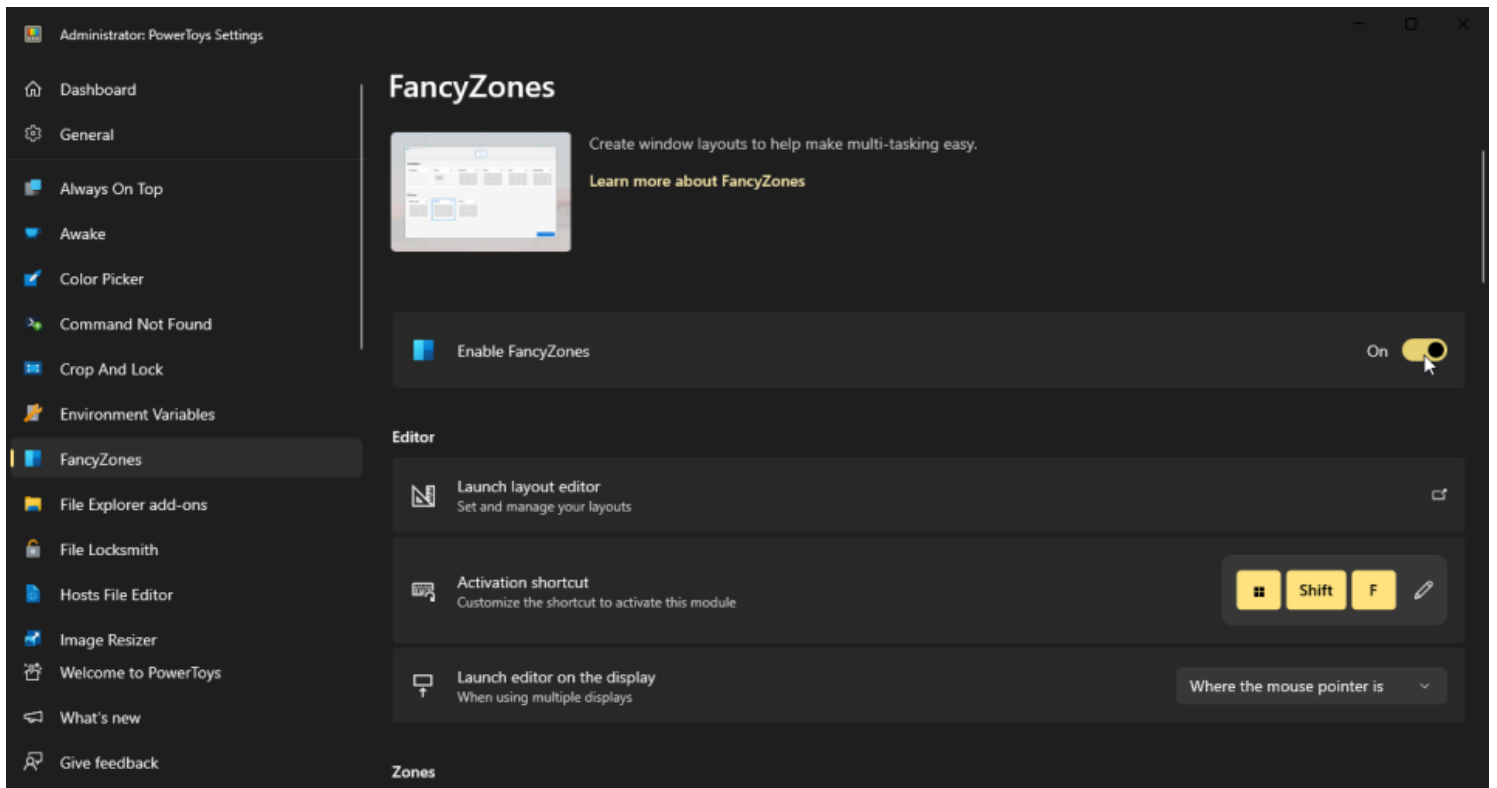 Administrator: PowerToys Settings
Dashboard
General
Always On Top
Awake
Color Picker
Command Not Found
Crop And Lock
Environment Variables
FancyZones
File Explorer add-ons
File Locksmith
Hosts File Editor
Image Resizer
Welcome to PowerToys
What's new
Give feedback
FancyZones
Create window layouts to help make multi-tasking easy.
Learn more about FancyZones
Enable FancyZones
On
Editor
Launch layout editor
Set and manage your layouts
Activation shortcut
Customize the shortcut to activate this module
Shift F
Launch editor on the display
When using multiple displays
Where the mouse pointer is
Zones